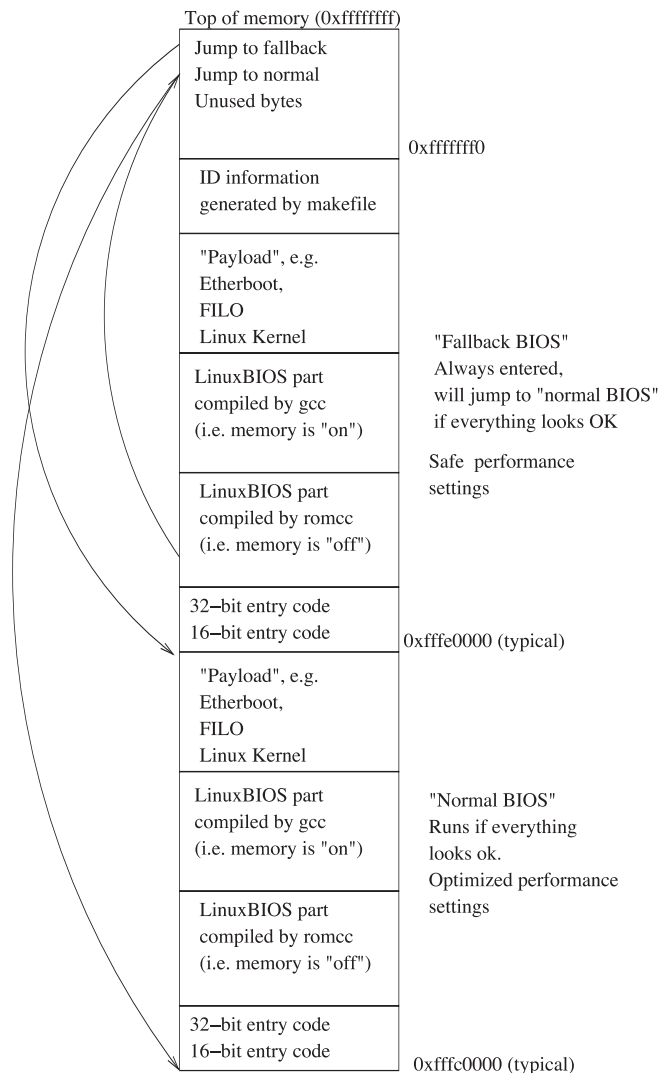 Top of memory (0xffffffff)
Jump to fallback
Jump to normal
Unused bytes
0xfffffff0
ID information
generated by makefile
"Payload", e.g.
Etherboot,
FILO
Linux Kernel
"Fallback BIOS"
Always entered,
will jump to "normal BIOS"
if everything looks OK
LinuxBIOS part
compiled by gcc
(i.e. memory is "on")
Safe performance
settings
LinuxBIOS part
compiled by romcc
(i.e. memory is "off")
32−bit entry code
16−bit entry code
0xfffe0000 (typical)
"Payload", e.g.
Etherboot,
FILO
Linux Kernel
LinuxBIOS part
compiled by gcc
(i.e. memory is "on")
"Normal BIOS"
Runs if everything
looks ok.
Optimized performance
settings
LinuxBIOS part
compiled by romcc
(i.e. memory is "off")
32−bit entry code
16−bit entry code
0xfffc0000 (typical)